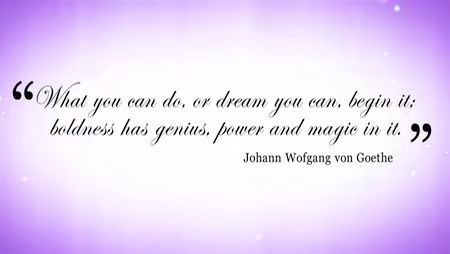 “What you can do, or dream you can, begin it;
boldness has genius, power and magic in it.”
Johann Wofgang von Goethe